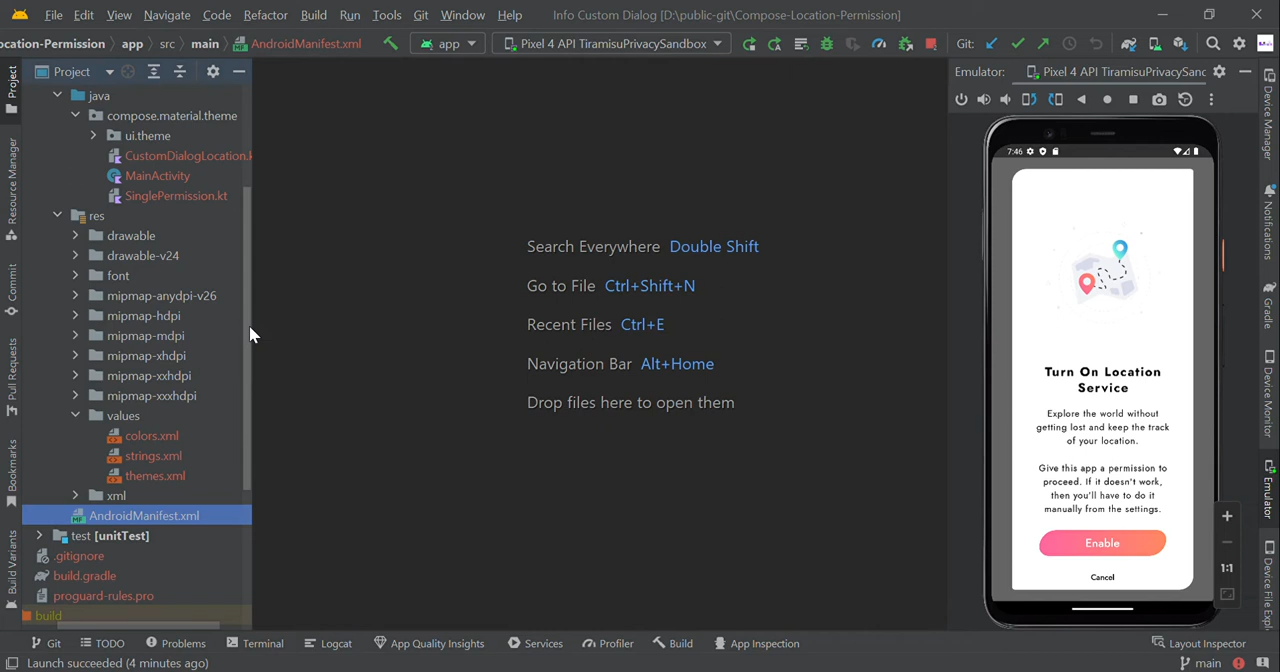 File Edit View Navigate Code Refactor Build Run Tools Git Window Help Info Custom Dialog [D:\public-git\Compose-Location-Permission]
ocation-Permission app src main AndroidManifest.xml app Pixel 4 API TiramisuPrivacySandbox Git:
Project
Emulator: Pixel 4 API TiramisuPrivacySanc
Project
Resource Manager
Commit
Pull Requests
Bookmarks
Build Variants
java
compose.material.theme
ui.theme
CustomDialogLocation.k
MainActivity
SinglePermission.kt
res
drawable
drawable-v24
font
mipmap-anydpi-v26
mipmap-hdpi
mipmap-mdpi
mipmap-xhdpi
mipmap-xxhdpi
mipmap-xxxhdpi
values
colors.xml
strings.xml
themes.xml
xml
AndroidManifest.xml
test [unitTest]
.gitignore
build.gradle
proguard-rules.pro
build
Search Everywhere Double Shift
Go to File Ctrl+Shift+N
Recent Files Ctrl+E
Navigation Bar Alt+Home
Drop files here to open them
7:46
Turn On Location
Service
Explore the world without
getting lost and keep the track
of your location.
Give this app a permission to
proceed. If it doesn't work,
then you'll have to do it
manually from the settings.
Enable
Cancel
1:1
Device Manager
Notifications
Gradle
Device Monitor
Emulator
Device File Expl
Git TODO Problems Terminal Logcat App Quality Insights Services Profiler Build App Inspection Layout Inspector
Launch succeeded (4 minutes ago) main